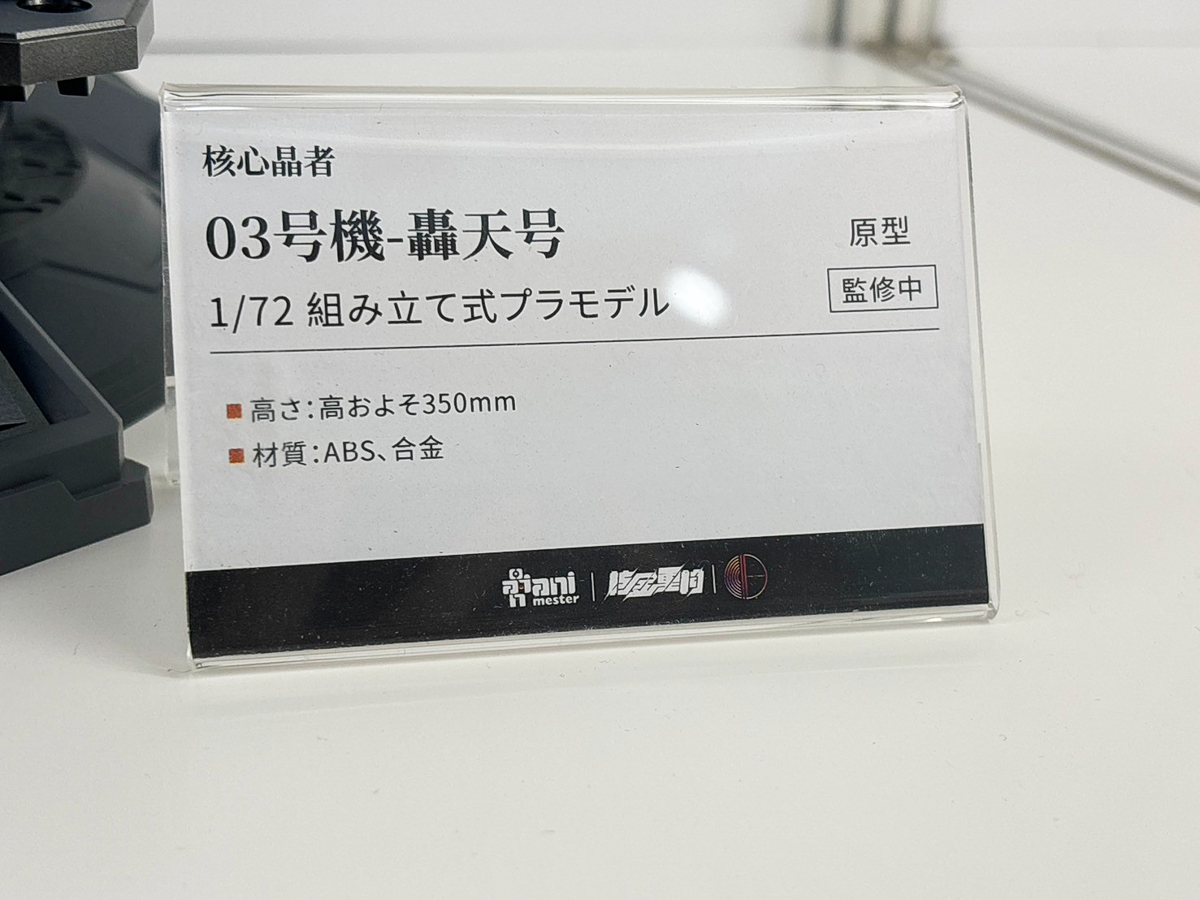 核心晶者
03号機-轟天号
原型
1/72 組み立て式プラモデル
監修中
高さ：高およそ350mm
材質：ABS、合金
ani
mester